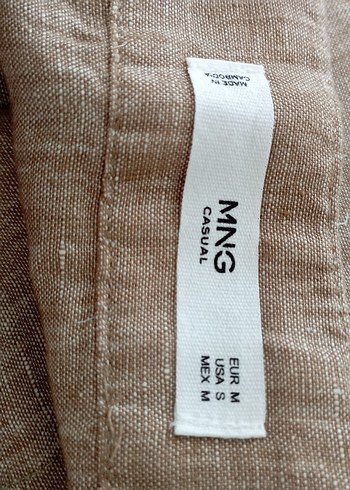 MADE IN
CAMBODIA
MNG
CASUAL
EUR M
USA S
MEX M